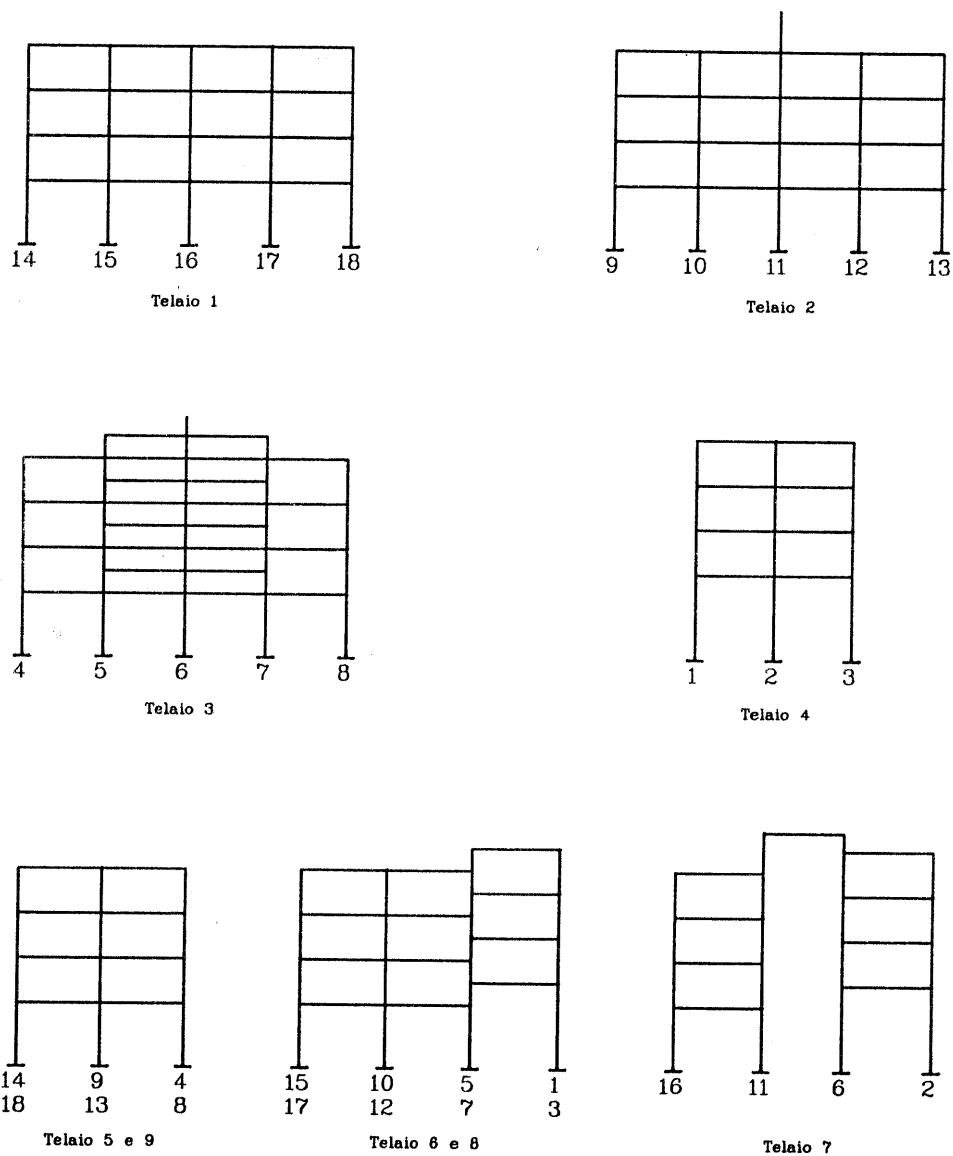 14 15 16 17 18
Telaio 1
9 10 11 12 13
Telaio 2
4 5 6 7 8
Telaio 3
1 2 3
Telaio 4
14 9 4
18 13 8
Telaio 5 e 9
15 10 5 1
17 12 7 3
Telaio 6 e 8
16 11 6 2
Telaio 7